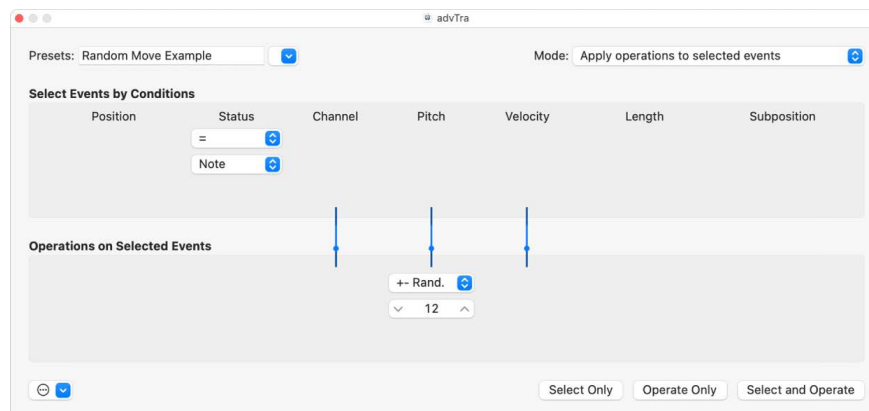 advTra
Presets: Random Move Example
Mode: Apply operations to selected events
Select Events by Conditions
Position Status Channel Pitch Velocity Length Subposition
=
Note
Operations on Selected Events
+- Rand.
12
Select Only Operate Only Select and Operate